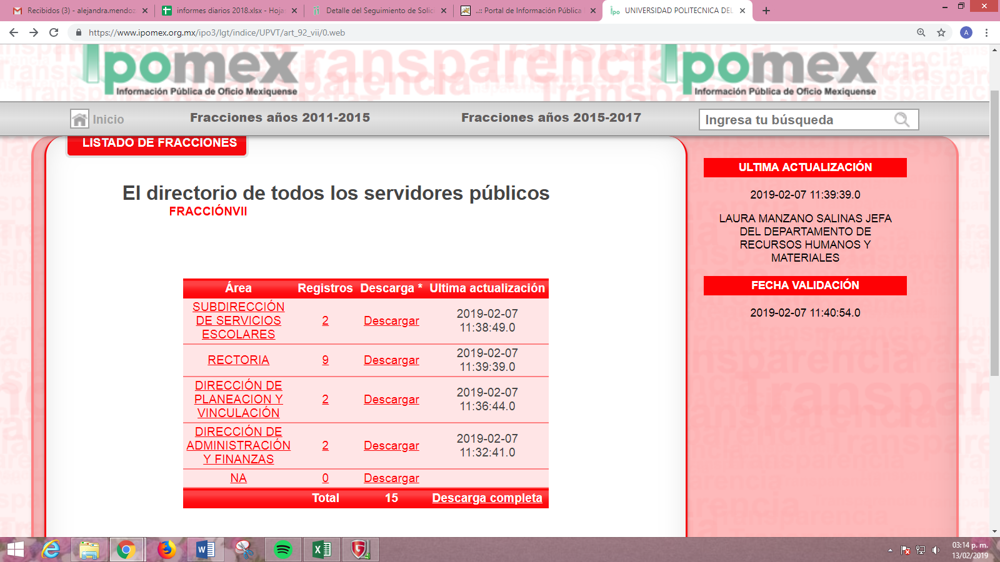 Recibidos (3) - alejandra.mendoz
informes diarios 2018.xlsx - Hoja
Detalle del Seguimiento de Solic
..:: Portal de Información Pública
UNIVERSIDAD POLITECNICA DEL
https://www.ipomex.org.mx/ipo3/lgt/indice/UPVT/art_92_vii/0.web
A
Transparencia
Ipomex
Información Pública de Oficio Mexiquense
Ipomex
Información Pública de Oficio Mexiquense
Inicio
Fracciones años 2011-2015
Fracciones años 2015-2017
Ingresa tu búsqueda
LISTADO DE FRACCIONES
El directorio de todos los servidores públicos
FRACCIÓNVII
Área Registros Descarga * Ultima actualización
SUBDIRECCIÓN
DE SERVICIOS
ESCOLARES
2
Descargar
2019-02-07
11:38:49.0
RECTORIA
9
Descargar
2019-02-07
11:39:39.0
DIRECCIÓN DE
PLANEACION Y
VINCULACIÓN
2
Descargar
2019-02-07
11:36:44.0
DIRECCIÓN DE
ADMINISTRACIÓN
Y FINANZAS
2
Descargar
2019-02-07
11:32:41.0
NA 0 Descargar
Total 15 Descarga completa
ULTIMA ACTUALIZACIÓN
2019-02-07 11:39:39.0
LAURA MANZANO SALINAS JEFA
DEL DEPARTAMENTO DE
RECURSOS HUMANOS Y
MATERIALES
FECHA VALIDACIÓN
2019-02-07 11:40:54.0
03:14 p. m.
13/02/2019